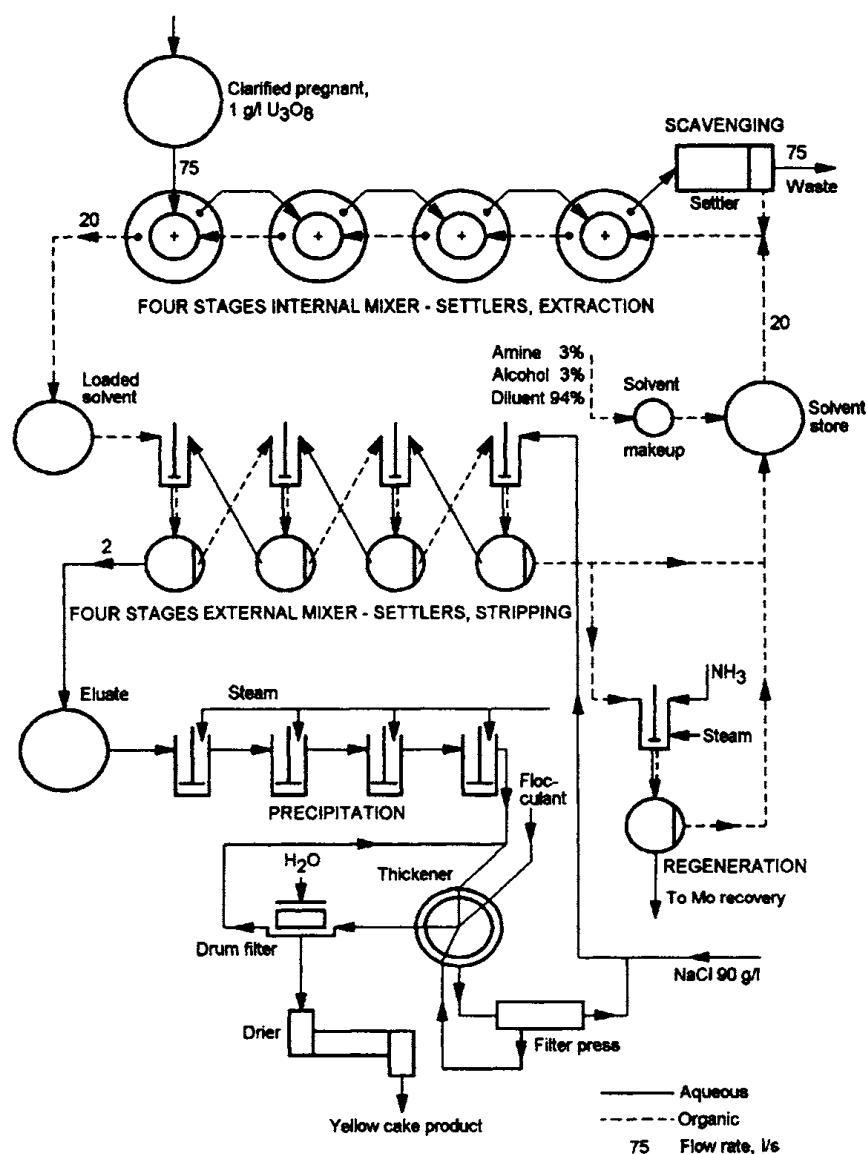 Clarified pregnant,
1 g/l U3O8
75
SCAVENGING
75
Waste
Settler
20
FOUR STAGES INTERNAL MIXER - SETTLERS, EXTRACTION
20
Amine 3%
Alcohol 3%
Diluent 94%
Solvent
makeup
Solvent
store
Loaded
solvent
2
FOUR STAGES EXTERNAL MIXER - SETTLERS, STRIPPING
Eluate
Steam
NH3
Steam
PRECIPITATION
Floc-
culant
REGENERATION
To Mo recovery
H2O
Thickener
Drum filter
NaCl 90 g/l
Drier
Filter press
Yellow cake product
Aqueous
Organic
75 Flow rate, l/s